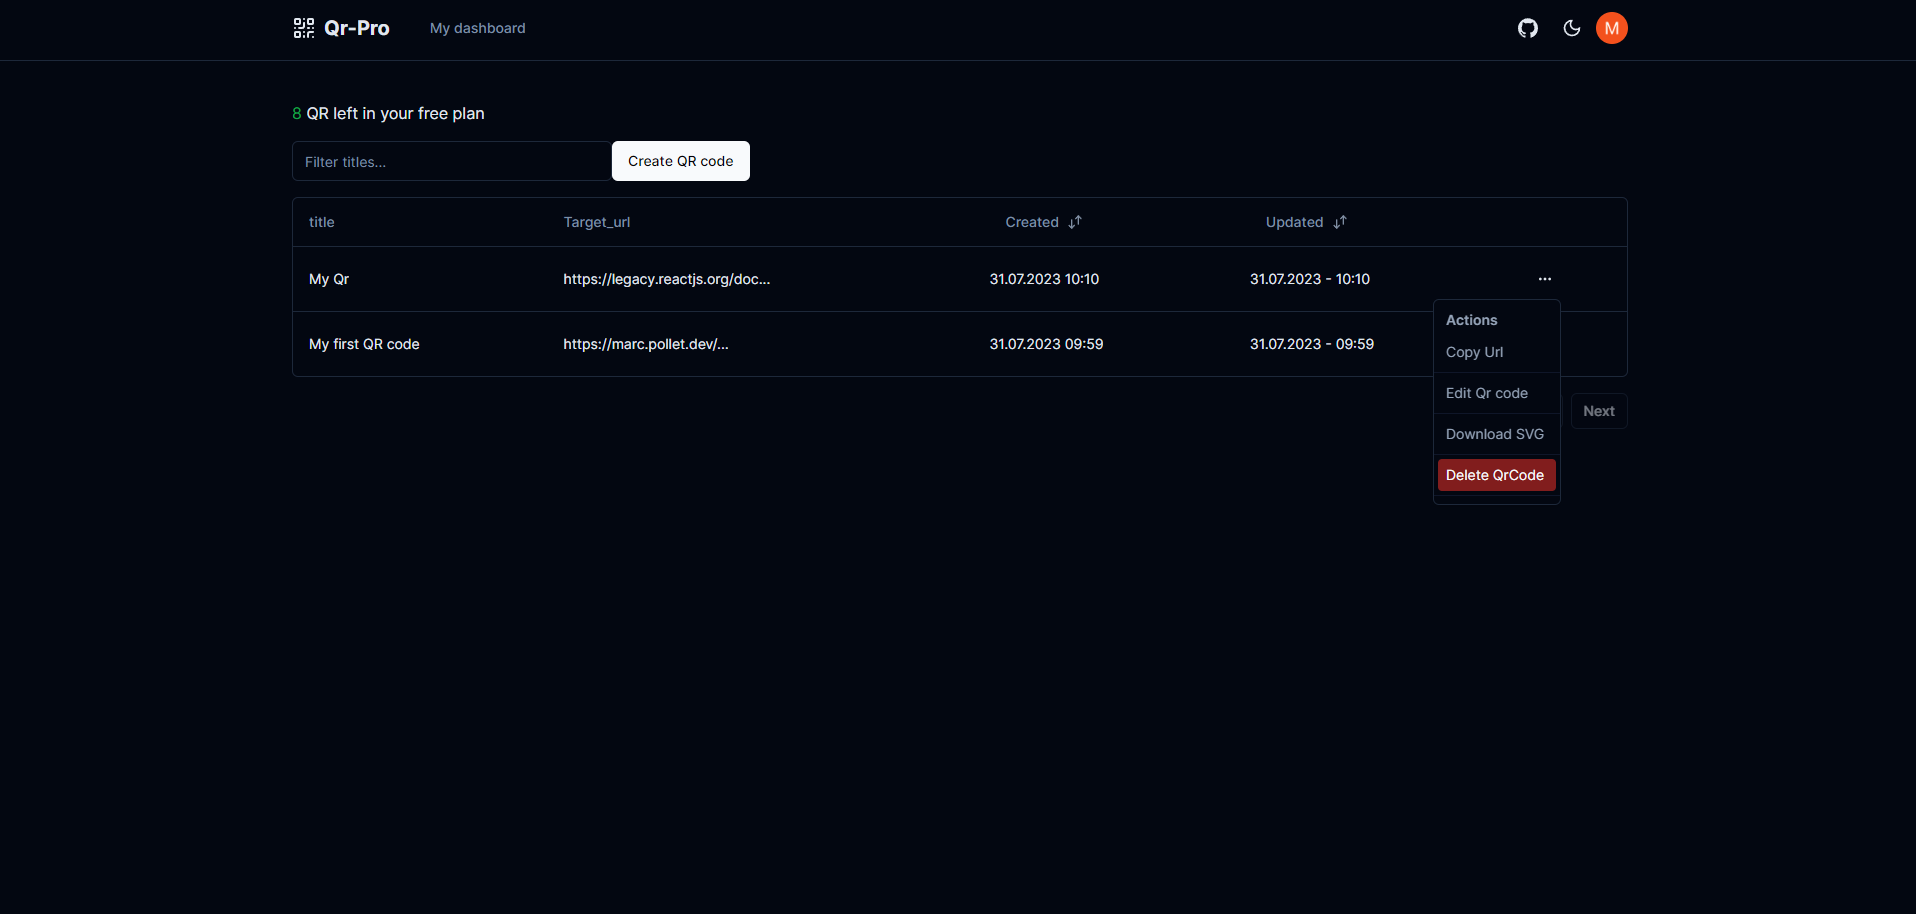 Qr-Pro My dashboard M
8 QR left in your free plan
Filter titles... Create QR code
title Target_url Created Updated
My Qr https://legacy.reactjs.org/doc... 31.07.2023 10:10 31.07.2023 - 10:10 ...
My first QR code https://marc.pollet.dev/... 31.07.2023 09:59 31.07.2023 - 09:59
Actions
Copy Url
Edit Qr code
Download SVG
Delete QrCode
Next